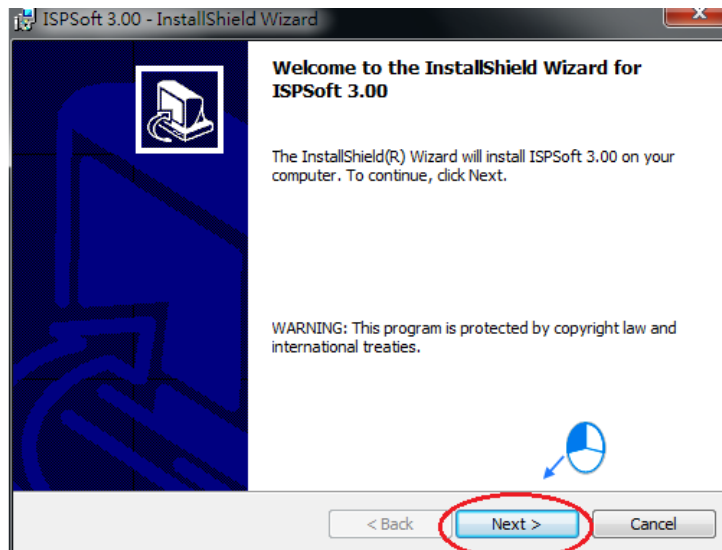 ISPSoft 3.00 - InstallShield Wizard
Welcome to the InstallShield Wizard for
ISPSoft 3.00
The InstallShield(R) Wizard will install ISPSoft 3.00 on your
computer. To continue, click Next.
WARNING: This program is protected by copyright law and
international treaties.
< Back
Next >
Cancel